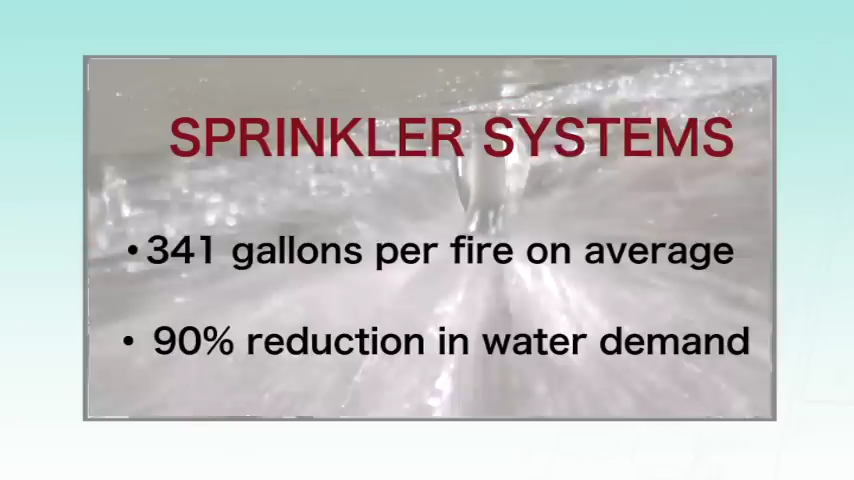 SPRINKLER SYSTEMS
•341 gallons per fire on average
• 90% reduction in water demand